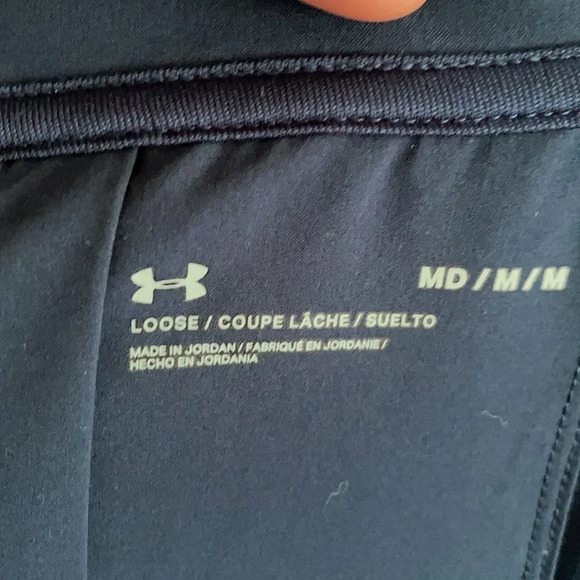 MD / M / M
LOOSE / COUPE LÂCHE / SUELTO
MADE IN JORDAN / FABRIQUÉ EN JORDANIE /
HECHO EN JORDANIA